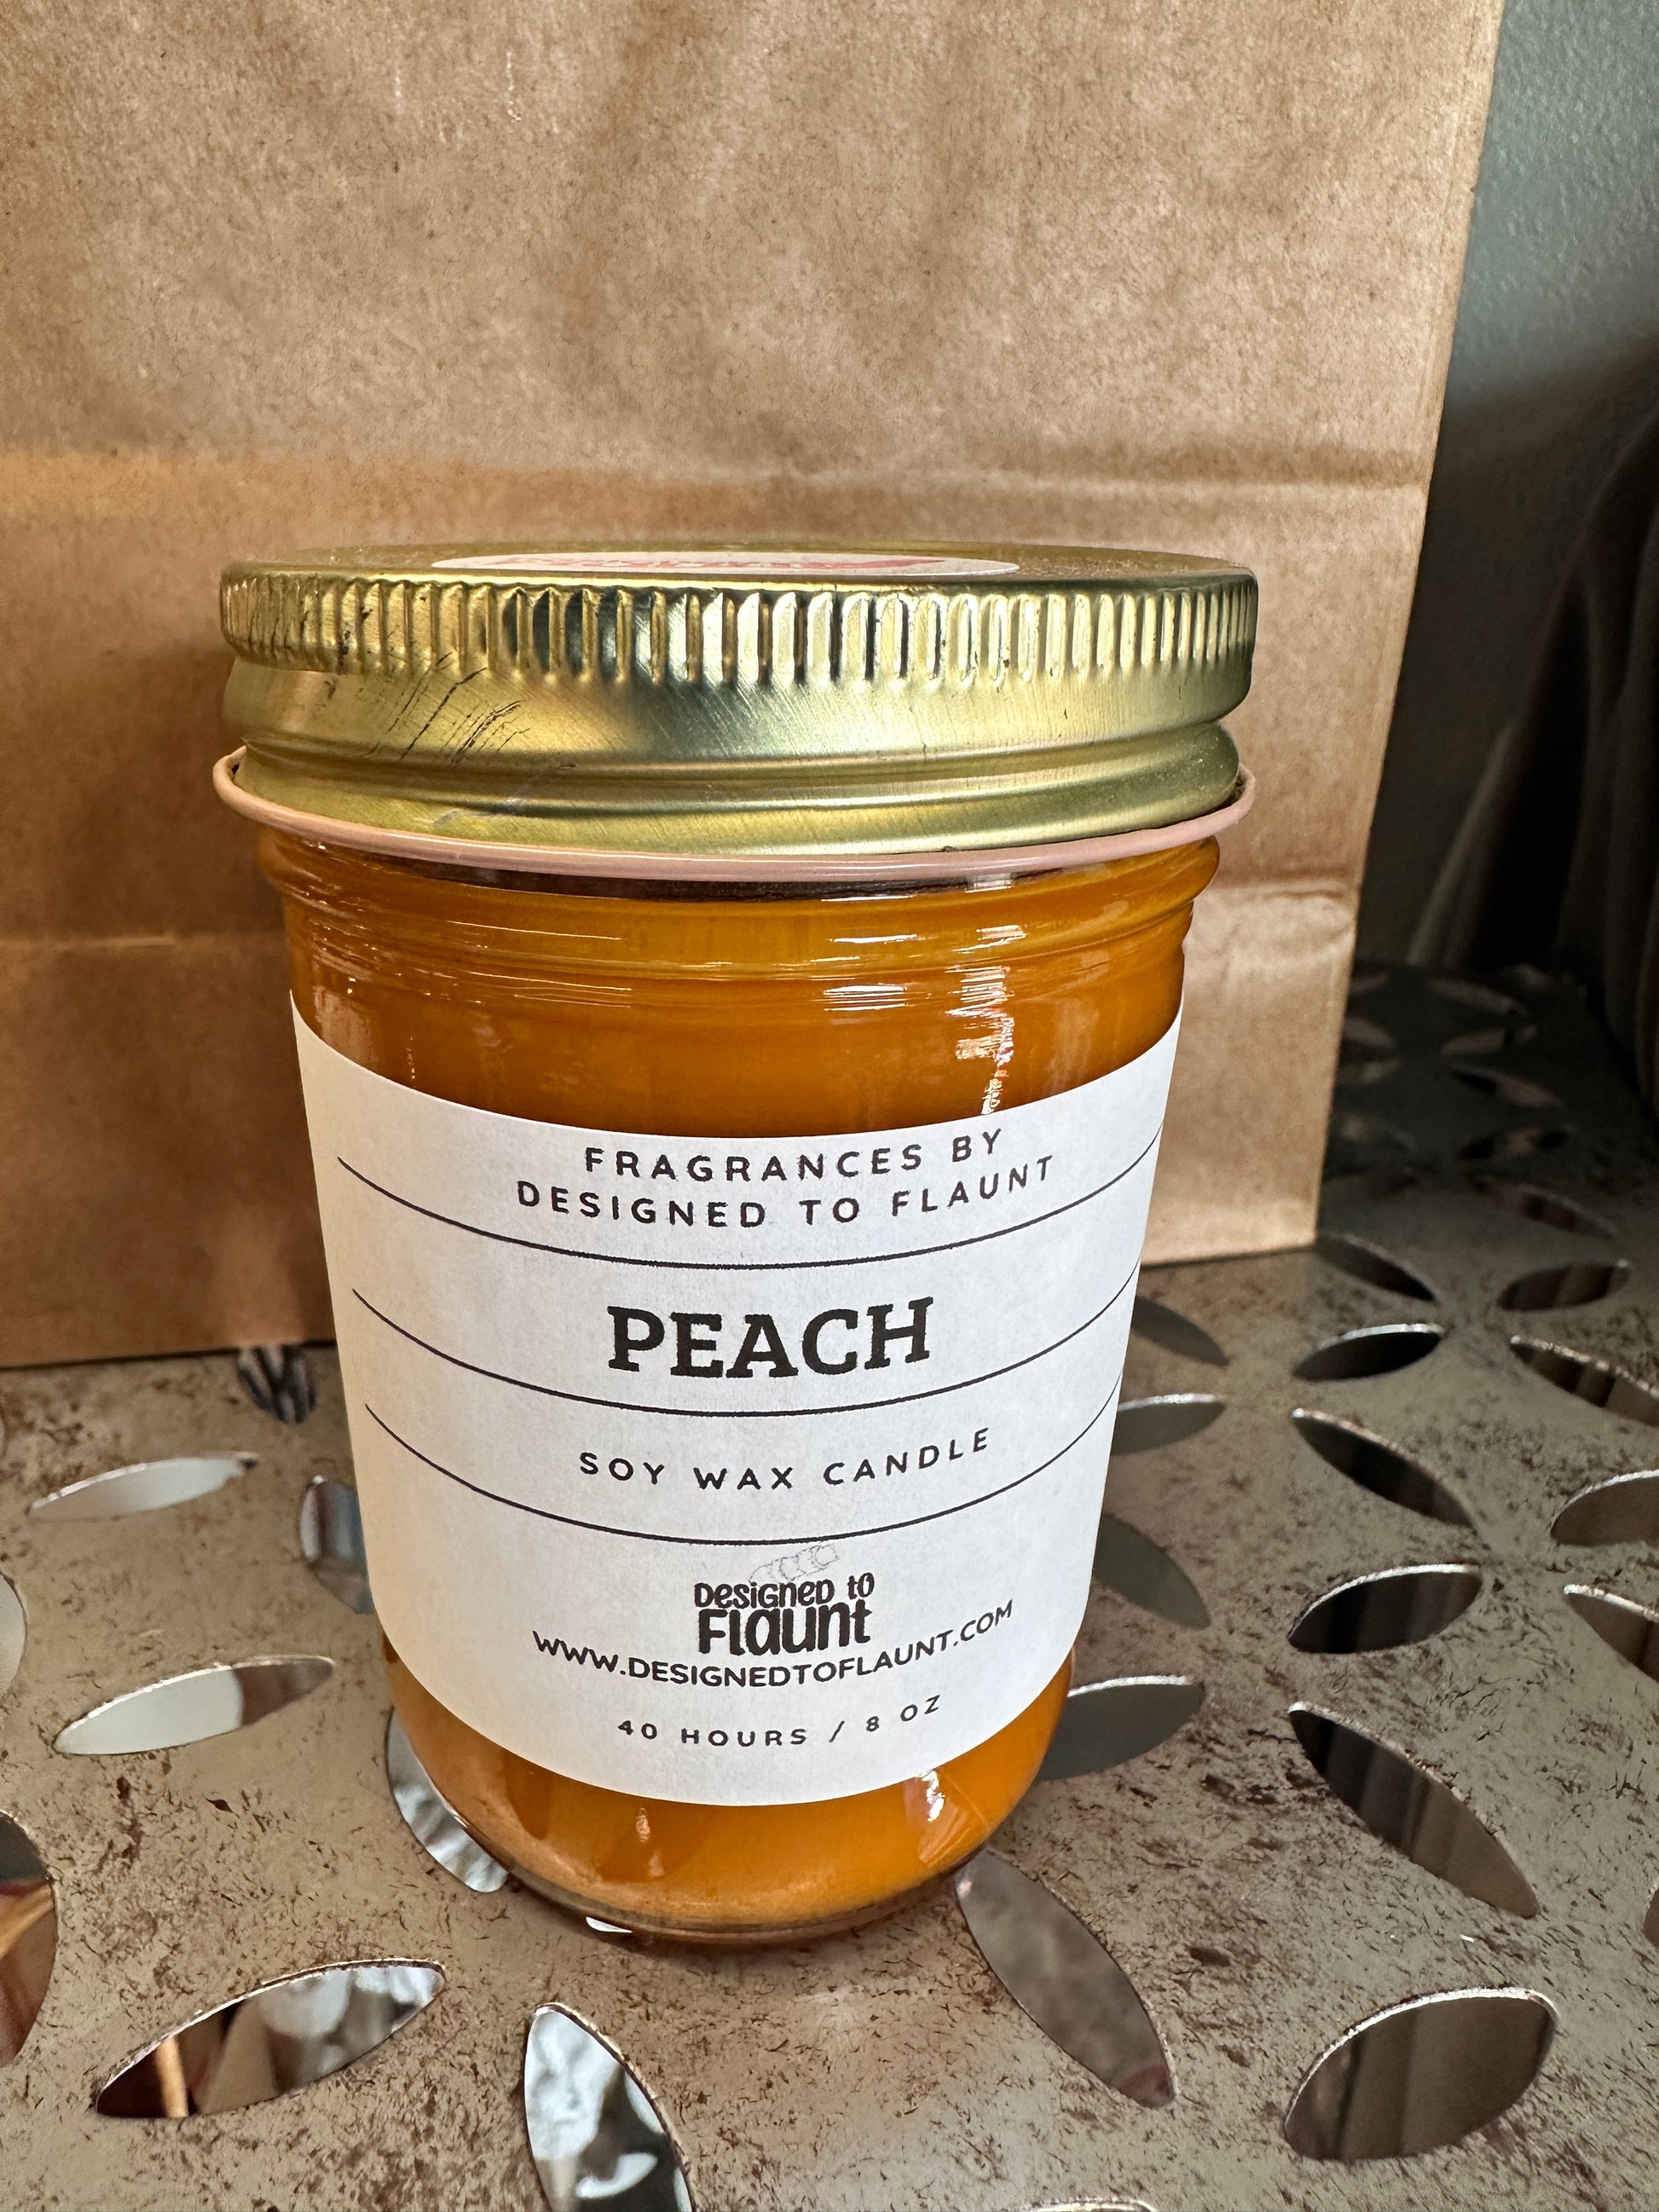 FRAGRANCES BY
DESIGNED TO FLAUNT
PEACH
SOY WAX CANDLE
Designed to
Flaunt
WWW.DESIGNEDTOFLAUNT.COM
40 HOURS / 8 OZ